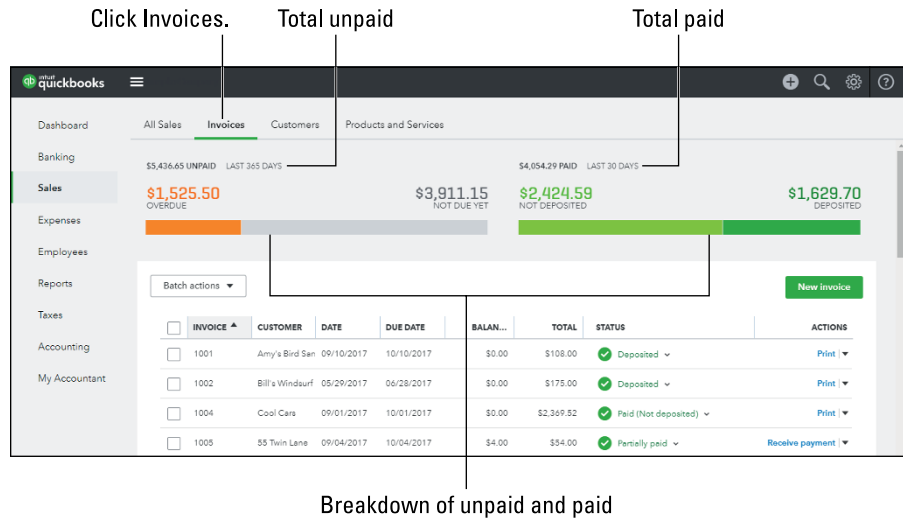 Click Invoices. Total unpaid Total paid
intuit
quickbooks
Dashboard
Banking
Sales
Expenses
Employees
Reports
Taxes
Accounting
My Accountant
All Sales Invoices Customers Products and Services
$5,436.65 UNPAID LAST 365 DAYS $4,054.29 PAID LAST 30 DAYS
$1,525.50 $3,911.15 $2,424.59 $1,629.70
OVERDUE NOT DUE YET NOT DEPOSITED DEPOSITED
Batch actions New invoice
INVOICE CUSTOMER DATE DUE DATE BALAN... TOTAL STATUS ACTIONS
1001 Amy's Bird San 09/10/2017 10/10/2017 $0.00 $108.00 Deposited Print
1002 Bill's Windsurf 05/29/2017 06/28/2017 $0.00 $175.00 Deposited Print
1004 Cool Cars 09/01/2017 10/01/2017 $0.00 $2,369.52 Paid (Not deposited) Print
1005 55 Twin Lane 09/04/2017 10/04/2017 $4.00 $54.00 Partially paid Receive payment
Breakdown of unpaid and paid